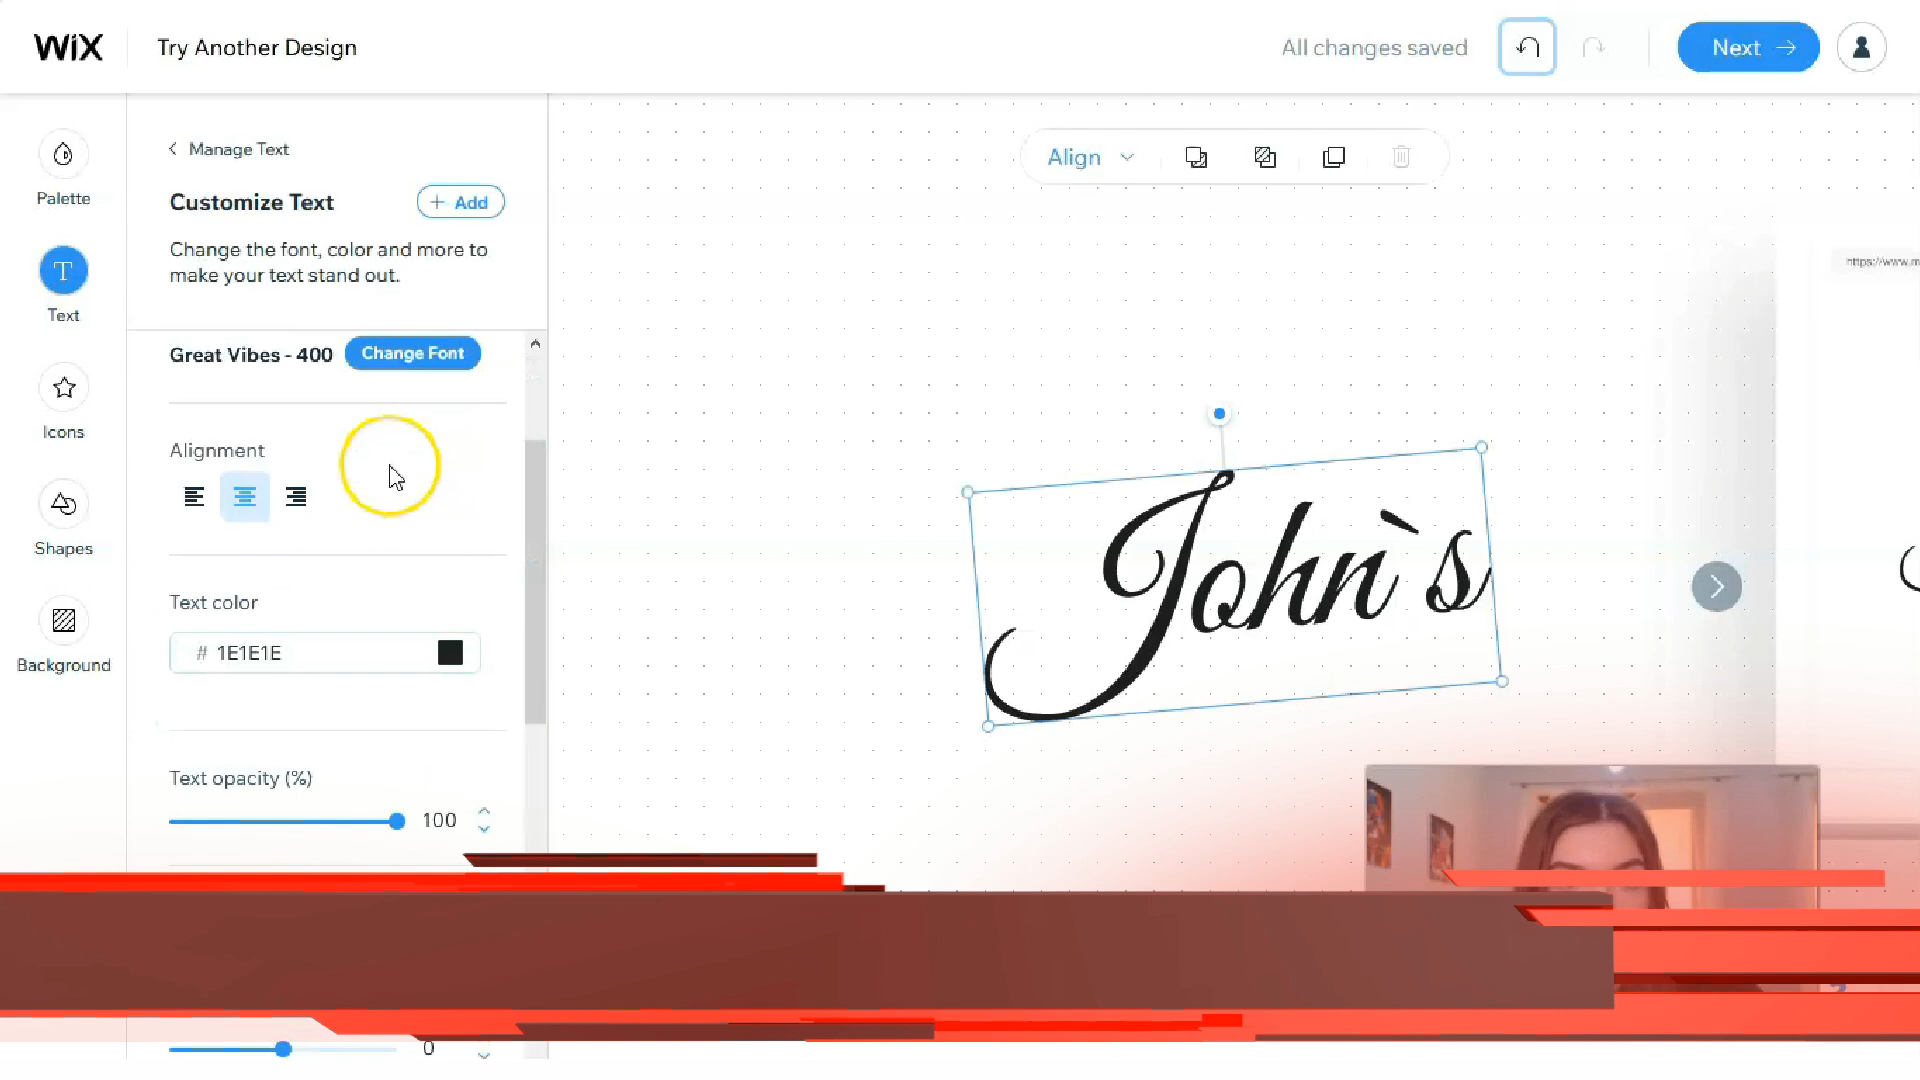 WiX
Try Another Design
All changes saved
Next
Palette
Text
Icons
Shapes
Background
Manage Text
Customize Text
+ Add
Change the font, color and more to
make your text stand out.
Great Vibes - 400
Change Font
Alignment
Text color
# 1E1E1E
Text opacity (%)
100
0
Align
John`s
https://www.m